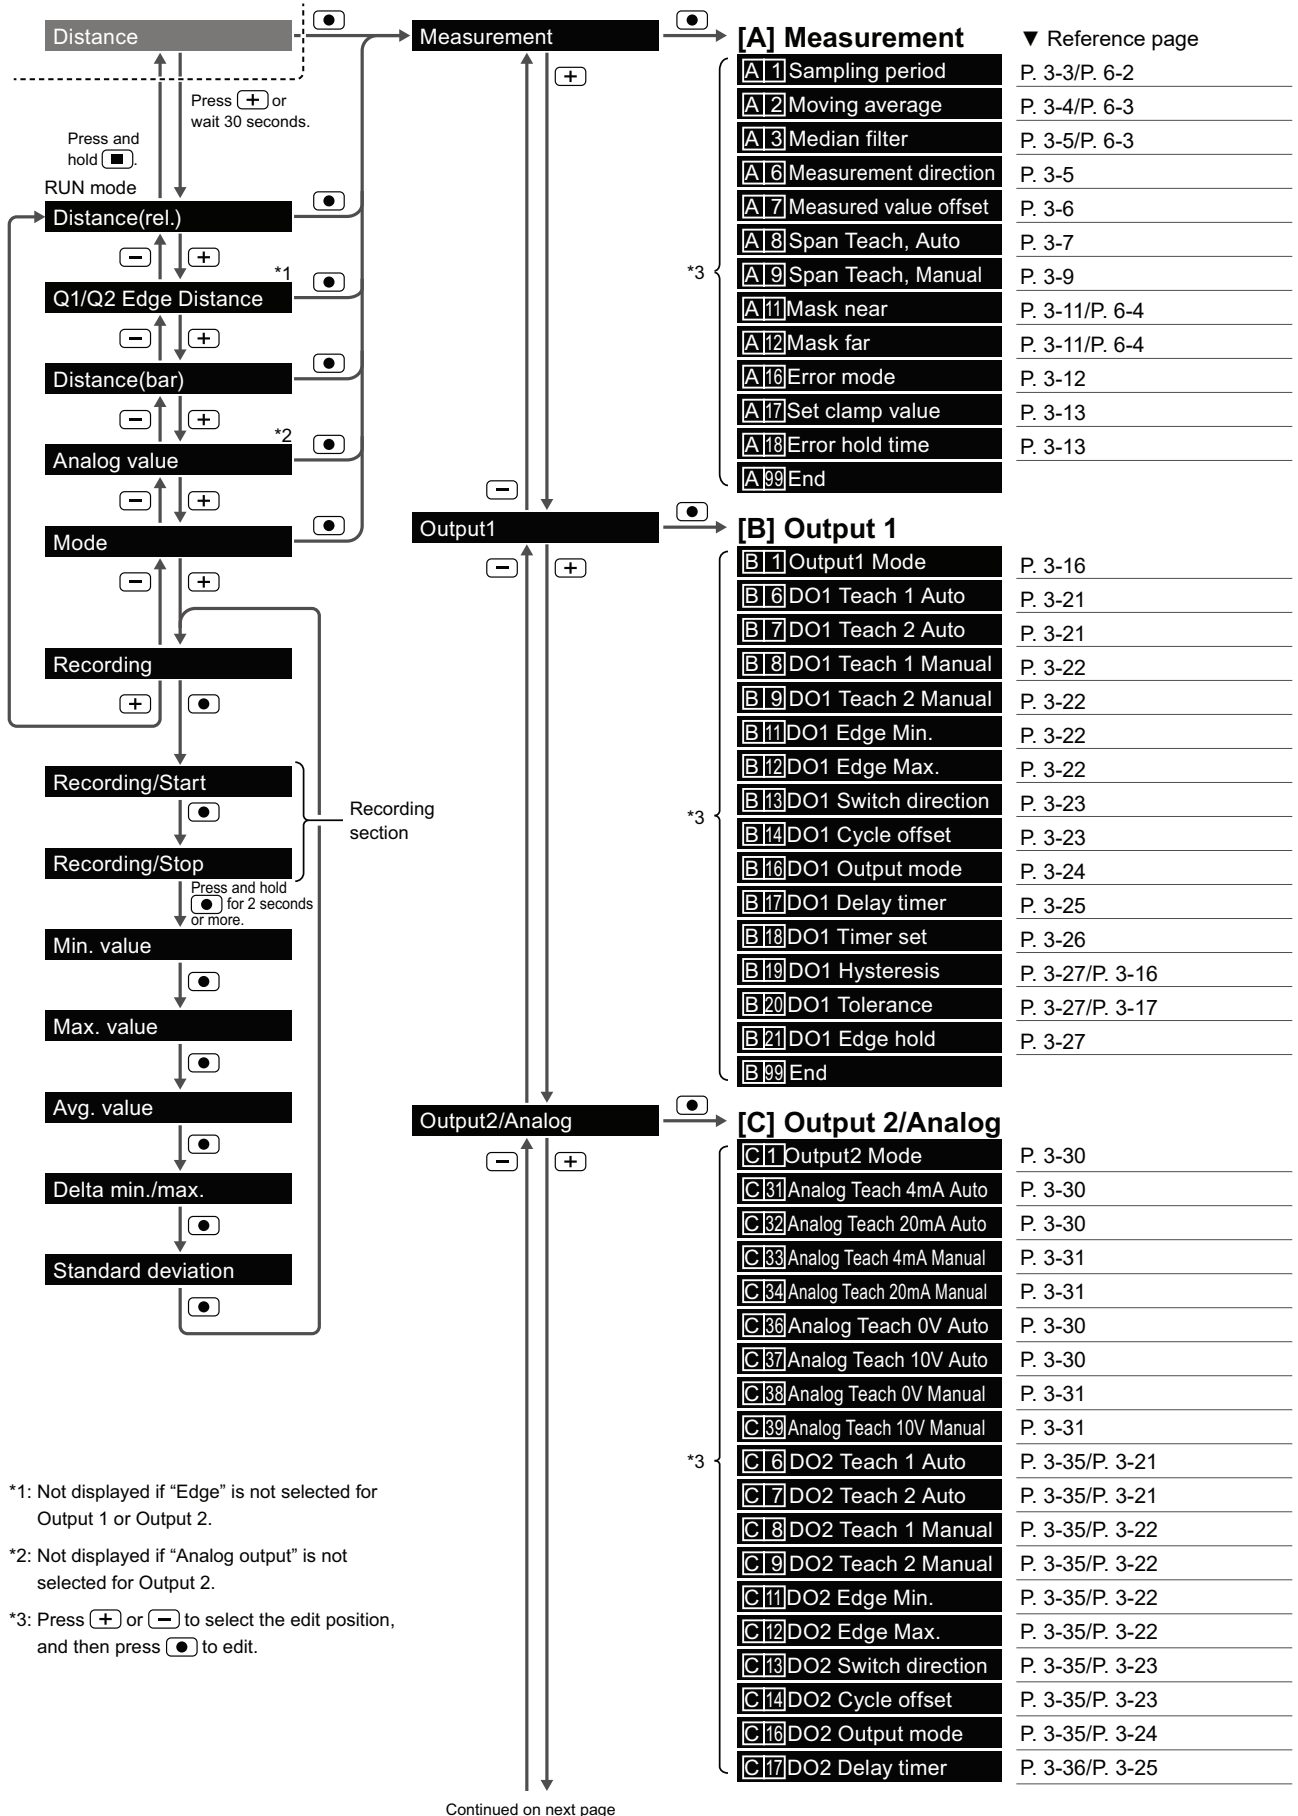 Distance
Press + or
wait 30 seconds.
Press and
hold ■.
RUN mode
Distance(rel.)
*1
Q1/Q2 Edge Distance
Distance(bar)
*2
Analog value
Mode
Recording
Recording/Start
Recording
section
Recording/Stop
Press and hold
● for 2 seconds
or more.
Min. value
Max. value
Avg. value
Delta min./max.
Standard deviation
*1: Not displayed if “Edge” is not selected for
Output 1 or Output 2.
*2: Not displayed if “Analog output” is not
selected for Output 2.
*3: Press + or − to select the edit position,
and then press ● to edit.
Measurement
[A] Measurement ▼ Reference page
*3
A 1 Sampling period P. 3-3/P. 6-2
A 2 Moving average P. 3-4/P. 6-3
A 3 Median filter P. 3-5/P. 6-3
A 6 Measurement direction P. 3-5
A 7 Measured value offset P. 3-6
A 8 Span Teach, Auto P. 3-7
A 9 Span Teach, Manual P. 3-9
A 11 Mask near P. 3-11/P. 6-4
A 12 Mask far P. 3-11/P. 6-4
A 16 Error mode P. 3-12
A 17 Set clamp value P. 3-13
A 18 Error hold time P. 3-13
A 99 End
Output1
[B] Output 1
*3
B 1 Output1 Mode P. 3-16
B 6 DO1 Teach 1 Auto P. 3-21
B 7 DO1 Teach 2 Auto P. 3-21
B 8 DO1 Teach 1 Manual P. 3-22
B 9 DO1 Teach 2 Manual P. 3-22
B 11 DO1 Edge Min. P. 3-22
B 12 DO1 Edge Max. P. 3-22
B 13 DO1 Switch direction P. 3-23
B 14 DO1 Cycle offset P. 3-23
B 16 DO1 Output mode P. 3-24
B 17 DO1 Delay timer P. 3-25
B 18 DO1 Timer set P. 3-26
B 19 DO1 Hysteresis P. 3-27/P. 3-16
B 20 DO1 Tolerance P. 3-27/P. 3-17
B 21 DO1 Edge hold P. 3-27
B 99 End
Output2/Analog
[C] Output 2/Analog
*3
C 1 Output2 Mode P. 3-30
C 31 Analog Teach 4mA Auto P. 3-30
C 32 Analog Teach 20mA Auto P. 3-30
C 33 Analog Teach 4mA Manual P. 3-31
C 34 Analog Teach 20mA Manual P. 3-31
C 36 Analog Teach 0V Auto P. 3-30
C 37 Analog Teach 10V Auto P. 3-30
C 38 Analog Teach 0V Manual P. 3-31
C 39 Analog Teach 10V Manual P. 3-31
C 6 DO2 Teach 1 Auto P. 3-35/P. 3-21
C 7 DO2 Teach 2 Auto P. 3-35/P. 3-21
C 8 DO2 Teach 1 Manual P. 3-35/P. 3-22
C 9 DO2 Teach 2 Manual P. 3-35/P. 3-22
C 11 DO2 Edge Min. P. 3-35/P. 3-22
C 12 DO2 Edge Max. P. 3-35/P. 3-22
C 13 DO2 Switch direction P. 3-35/P. 3-23
C 14 DO2 Cycle offset P. 3-35/P. 3-23
C 16 DO2 Output mode P. 3-35/P. 3-24
C 17 DO2 Delay timer P. 3-36/P. 3-25
Continued on next page